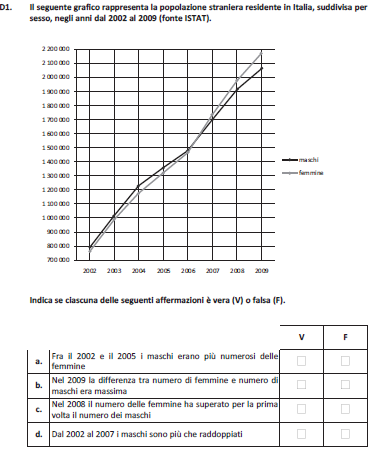 D1. Il seguente grafico rappresenta la popolazione straniera residente in Italia, suddivisa per
sesso, negli anni dal 2002 al 2009 (fonte ISTAT).
2 200 000
2 100 000
2 000 000
1 900 000
1 800 000
1 700 000
1 600 000
1 500 000
1 400 000
1 300 000
1 200 000
1 100 000
1 000 000
900 000
800 000
700 000
2002 2003 2004 2005 2006 2007 2008 2009
maschi
femmine
Indica se ciascuna delle seguenti affermazioni è vera (V) o falsa (F).
V F
a. Fra il 2002 e il 2005 i maschi erano più numerosi delle
femmine
b. Nel 2009 la differenza tra numero di femmine e numero di
maschi era massima
c. Nel 2008 il numero delle femmine ha superato per la prima
volta il numero dei maschi
d. Dal 2002 al 2007 i maschi sono più che raddoppiati